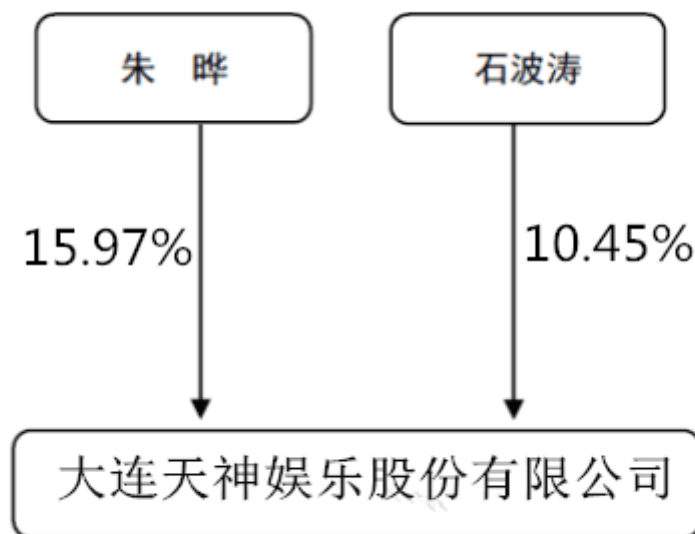 朱　晔
石波涛
15.97%
10.45%
大连天神娱乐股份有限公司